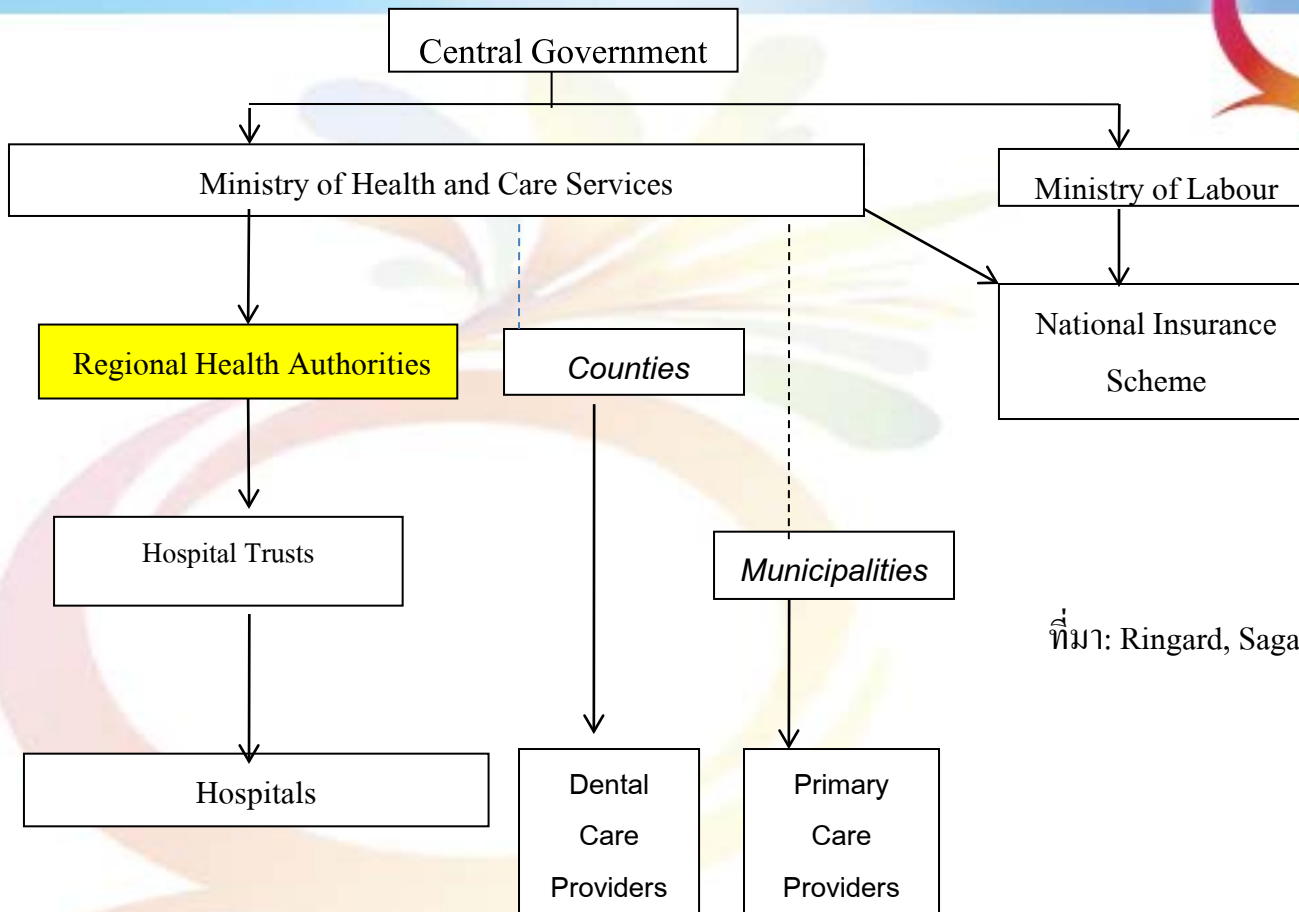 Central Government
Ministry of Health and Care Services
Ministry of Labour
National Insurance
Scheme
Regional Health Authorities
Counties
Hospital Trusts
Municipalities
ที่มา: Ringard, Saga
Hospitals
Dental
Care
Providers
Primary
Care
Providers